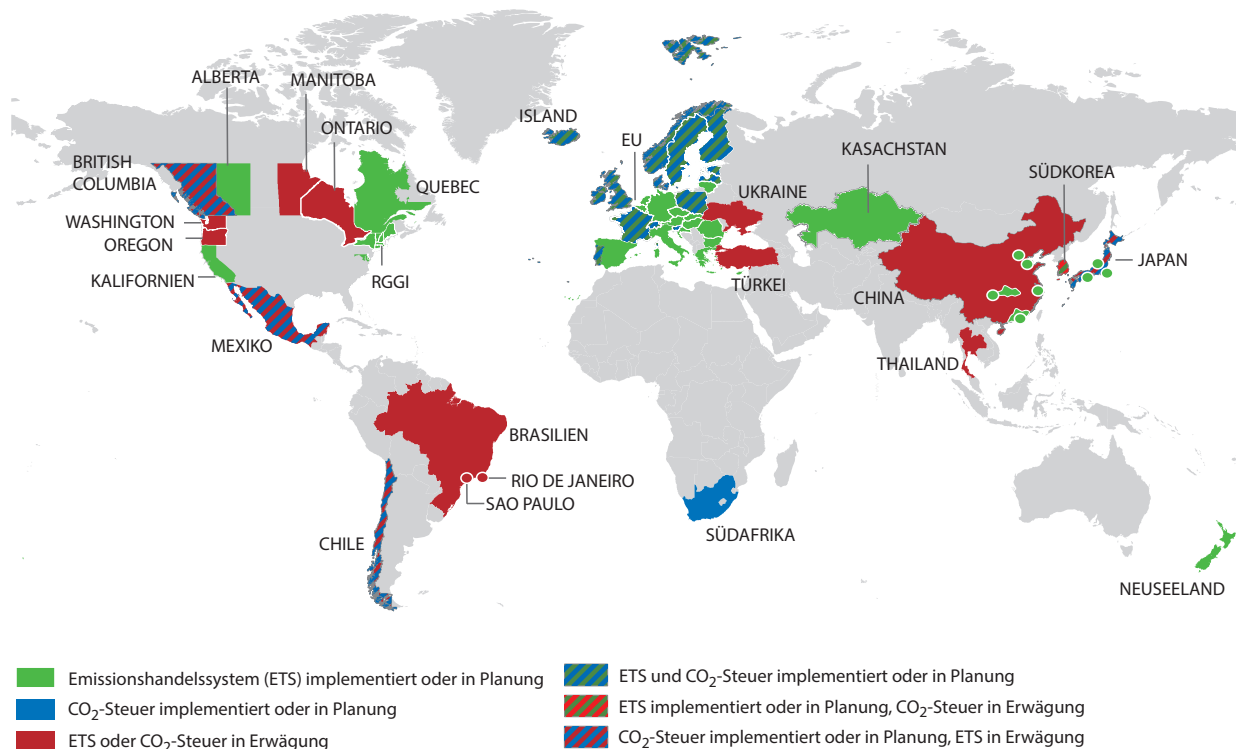 ALBERTA
MANITOBA
ONTARIO
BRITISH
COLUMBIA
QUEBEC
WASHINGTON
OREGON
KALIFORNIEN
RGGI
MEXIKO
ISLAND
EU
UKRAINE
KASACHSTAN
SÜDKOREA
JAPAN
TÜRKEI
CHINA
THAILAND
BRASILIEN
RIO DE JANEIRO
SAO PAULO
CHILE
SÜDAFRIKA
NEUSEELAND
Emissionshandelssystem (ETS) implementiert oder in Planung
CO₂-Steuer implementiert oder in Planung
ETS oder CO₂-Steuer in Erwägung
ETS und CO₂-Steuer implementiert oder in Planung
ETS implementiert oder in Planung, CO₂-Steuer in Erwägung
CO₂-Steuer implementiert oder in Planung, ETS in Erwägung